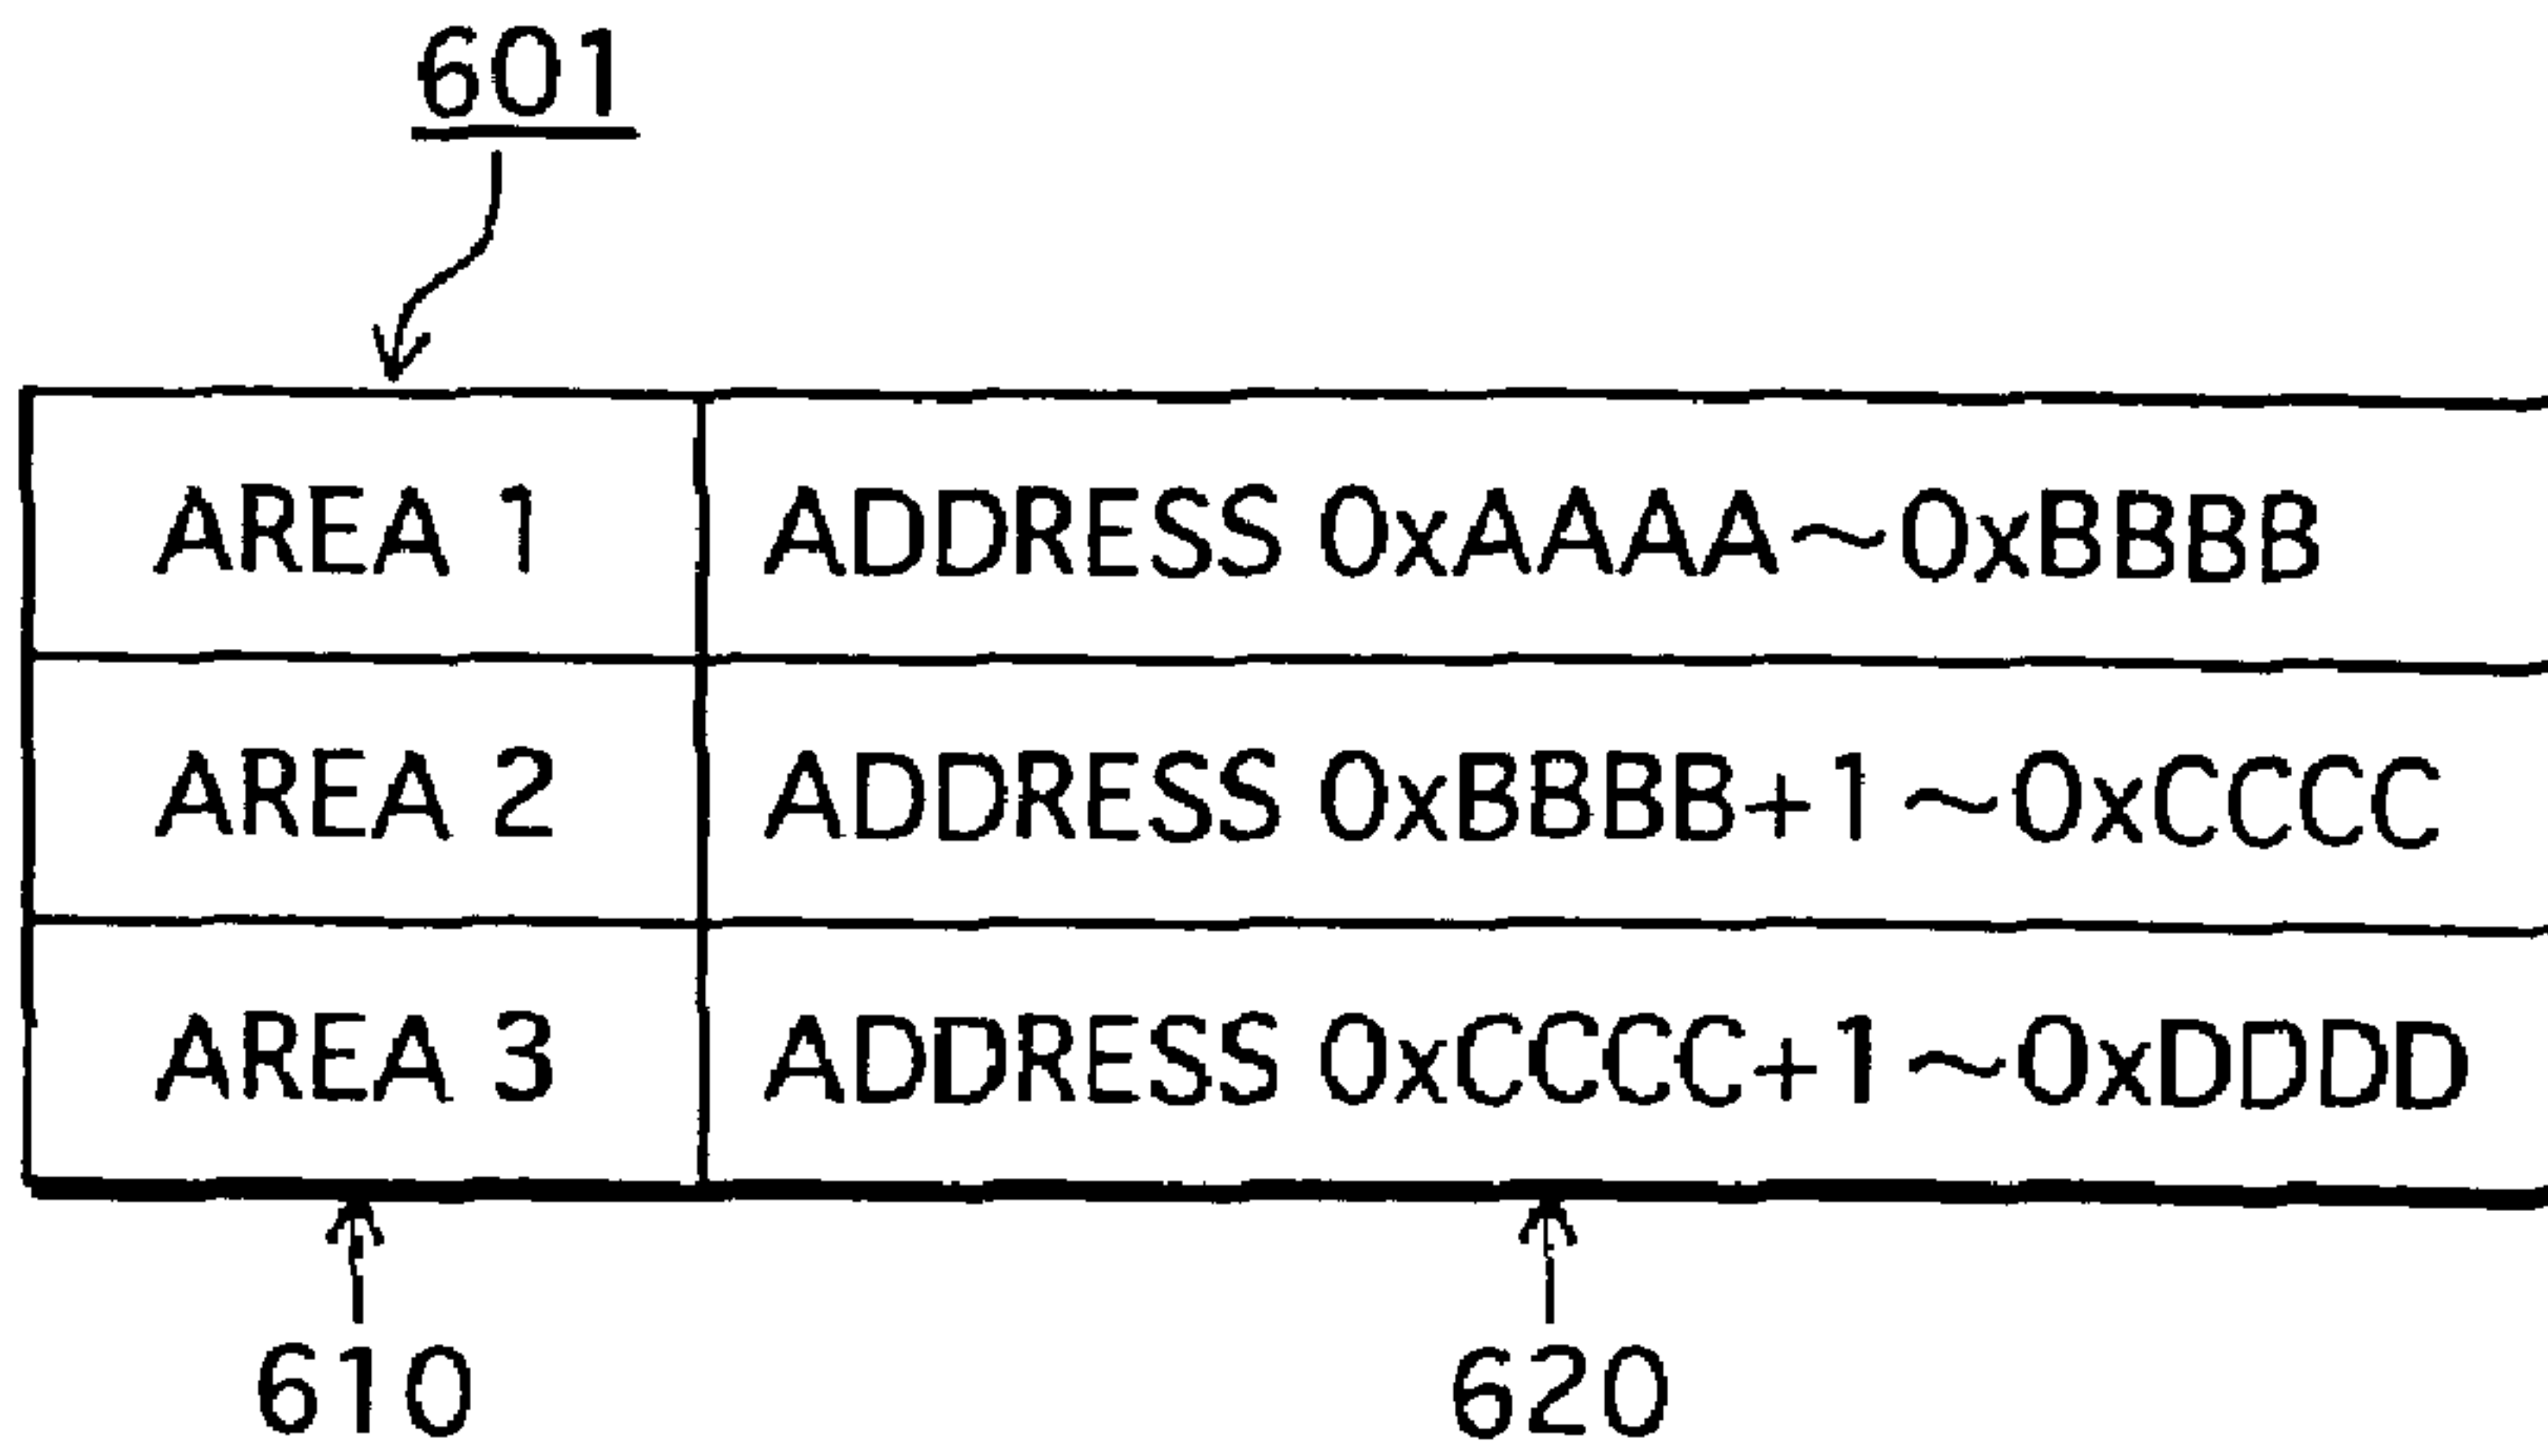 601
AREA 1 ADDRESS 0xAAAA~0xBBBB
AREA 2 ADDRESS 0xBBBB+1~0xCCCC
AREA 3 ADDRESS 0xCCCC+1~0xDDDD
610 620